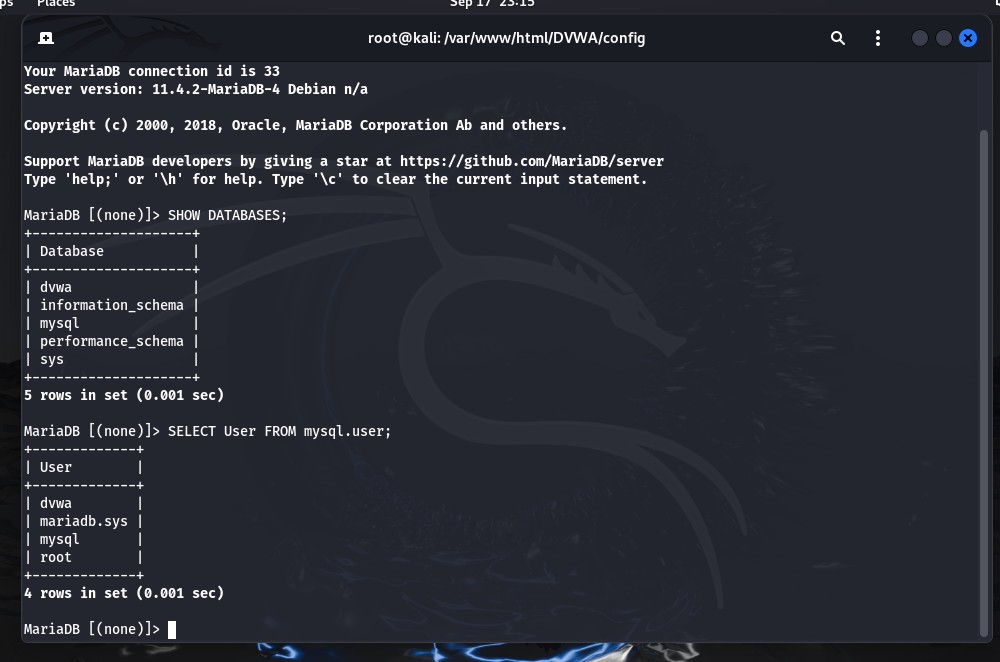 ps Places Sep 17 23:15
root@kali: /var/www/html/DVWA/config
Your MariaDB connection id is 33
Server version: 11.4.2-MariaDB-4 Debian n/a
Copyright (c) 2000, 2018, Oracle, MariaDB Corporation Ab and others.
Support MariaDB developers by giving a star at https://github.com/MariaDB/server
Type 'help;' or '\h' for help. Type '\c' to clear the current input statement.
MariaDB [(none)]> SHOW DATABASES;
+--------------------+
| Database           |
+--------------------+
| dvwa               |
| information_schema |
| mysql              |
| performance_schema |
| sys                |
+--------------------+
5 rows in set (0.001 sec)
MariaDB [(none)]> SELECT User FROM mysql.user;
+-------------+
| User        |
+-------------+
| dvwa        |
| mariadb.sys |
| mysql       |
| root        |
+-------------+
4 rows in set (0.001 sec)
MariaDB [(none)]>